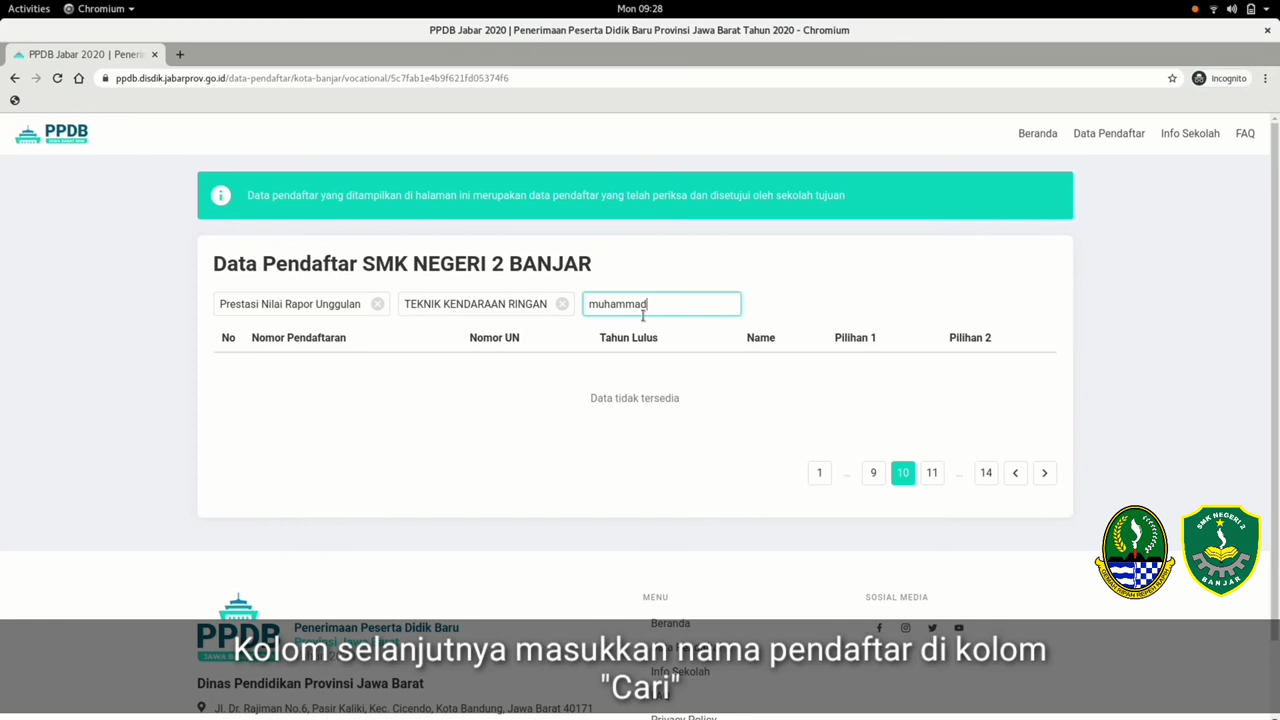 Activities Chromium Mon 09:28
PPDB Jabar 2020 | Penerimaan Peserta Didik Baru Provinsi Jawa Barat Tahun 2020 - Chromium
PPDB Jabar 2020 | Penerim
ppdb.disdik.jabarprov.go.id/data-pendaftar/kota-banjar/vocational/5c7fab1e4b9f621fd05374f6 Incognito
PPDB Beranda Data Pendaftar Info Sekolah FAQ
Data pendaftar yang ditampilkan di halaman ini merupakan data pendaftar yang telah periksa dan disetujui oleh sekolah tujuan
Data Pendaftar SMK NEGERI 2 BANJAR
Prestasi Nilai Rapor Unggulan TEKNIK KENDARAAN RINGAN muhammad
No Nomor Pendaftaran Nomor UN Tahun Lulus Name Pilihan 1 Pilihan 2
Data tidak tersedia
1 ... 9 10 11 ... 14
SMK NEGERI 2
BANJAR
MENU SOSIAL MEDIA
Beranda
Penerimaan Peserta Didik Baru
PPDB
Kolom selanjutnya masukkan nama pendaftar di kolom
"Cari"
Info Sekolah
Dinas Pendidikan Provinsi Jawa Barat
Jl. Dr. Rajiman No.6, Pasir Kaliki, Kec. Cicendo, Kota Bandung, Jawa Barat 40171
Privacy Policy